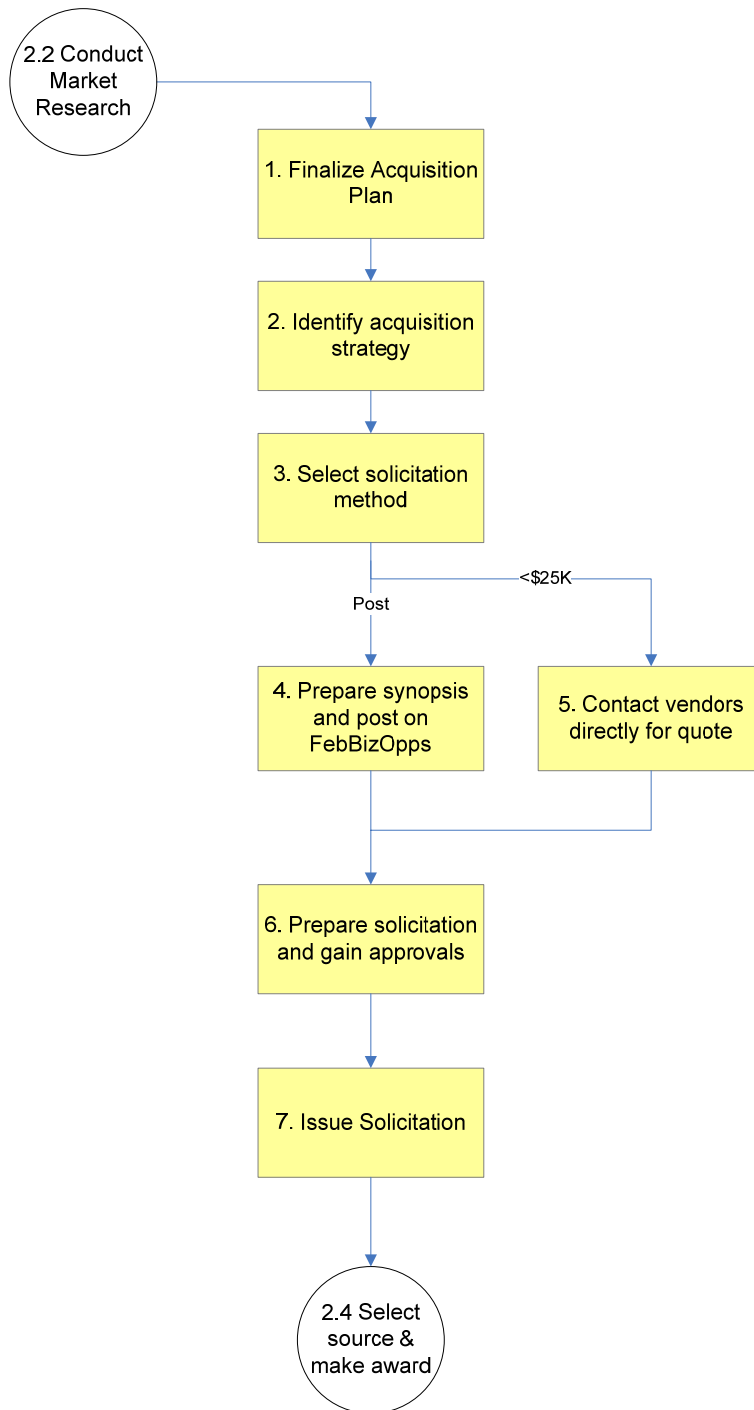 2.2 Conduct
Market
Research
1. Finalize Acquisition
Plan
2. Identify acquisition
strategy
3. Select solicitation
method
<$25K
Post
4. Prepare synopsis
and post on
FebBizOpps
5. Contact vendors
directly for quote
6. Prepare solicitation
and gain approvals
7. Issue Solicitation
2.4 Select
source &
make award